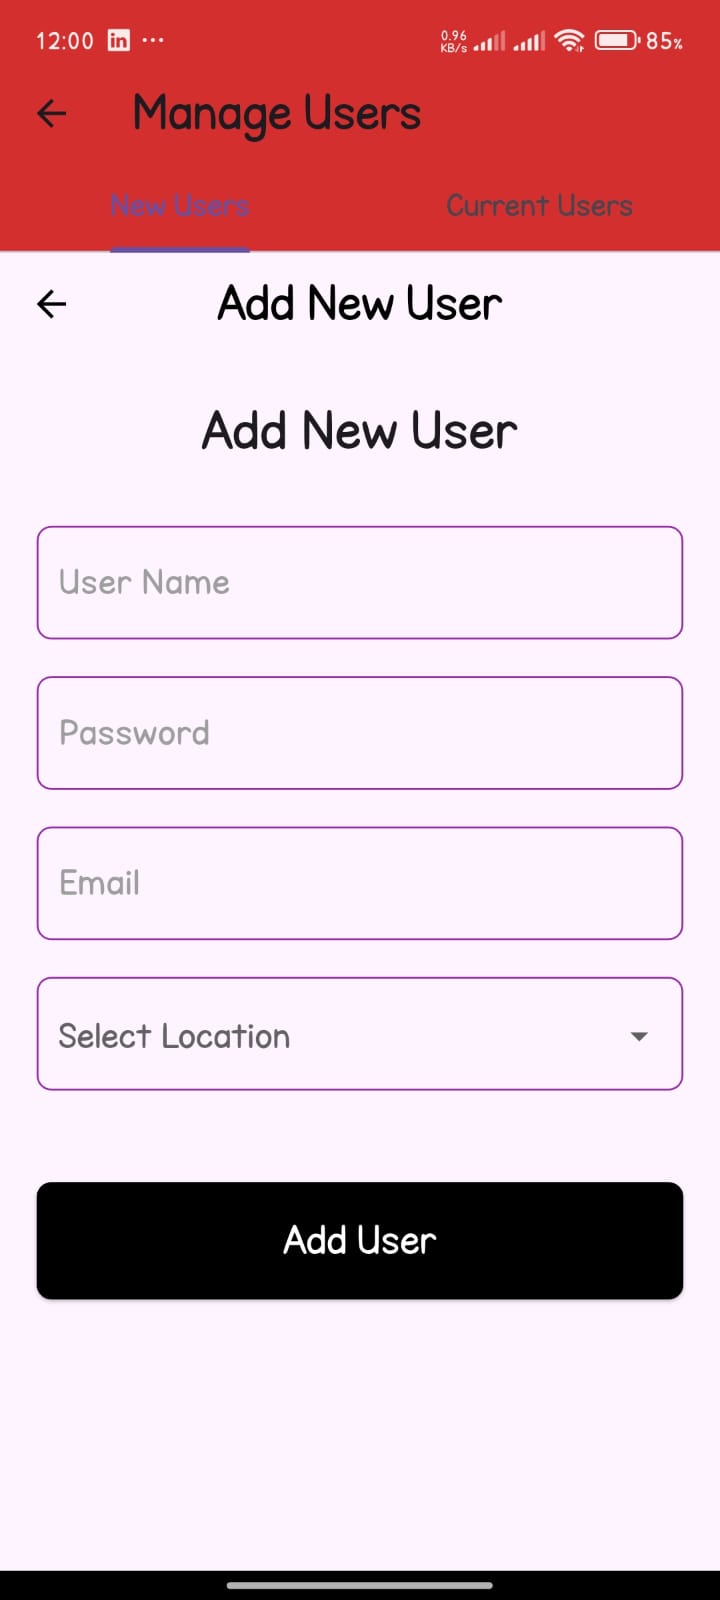 12:00 in ... 0.96 KB/s 85%
Manage Users
New Users Current Users
Add New User
Add New User
User Name
Password
Email
Select Location
Add User